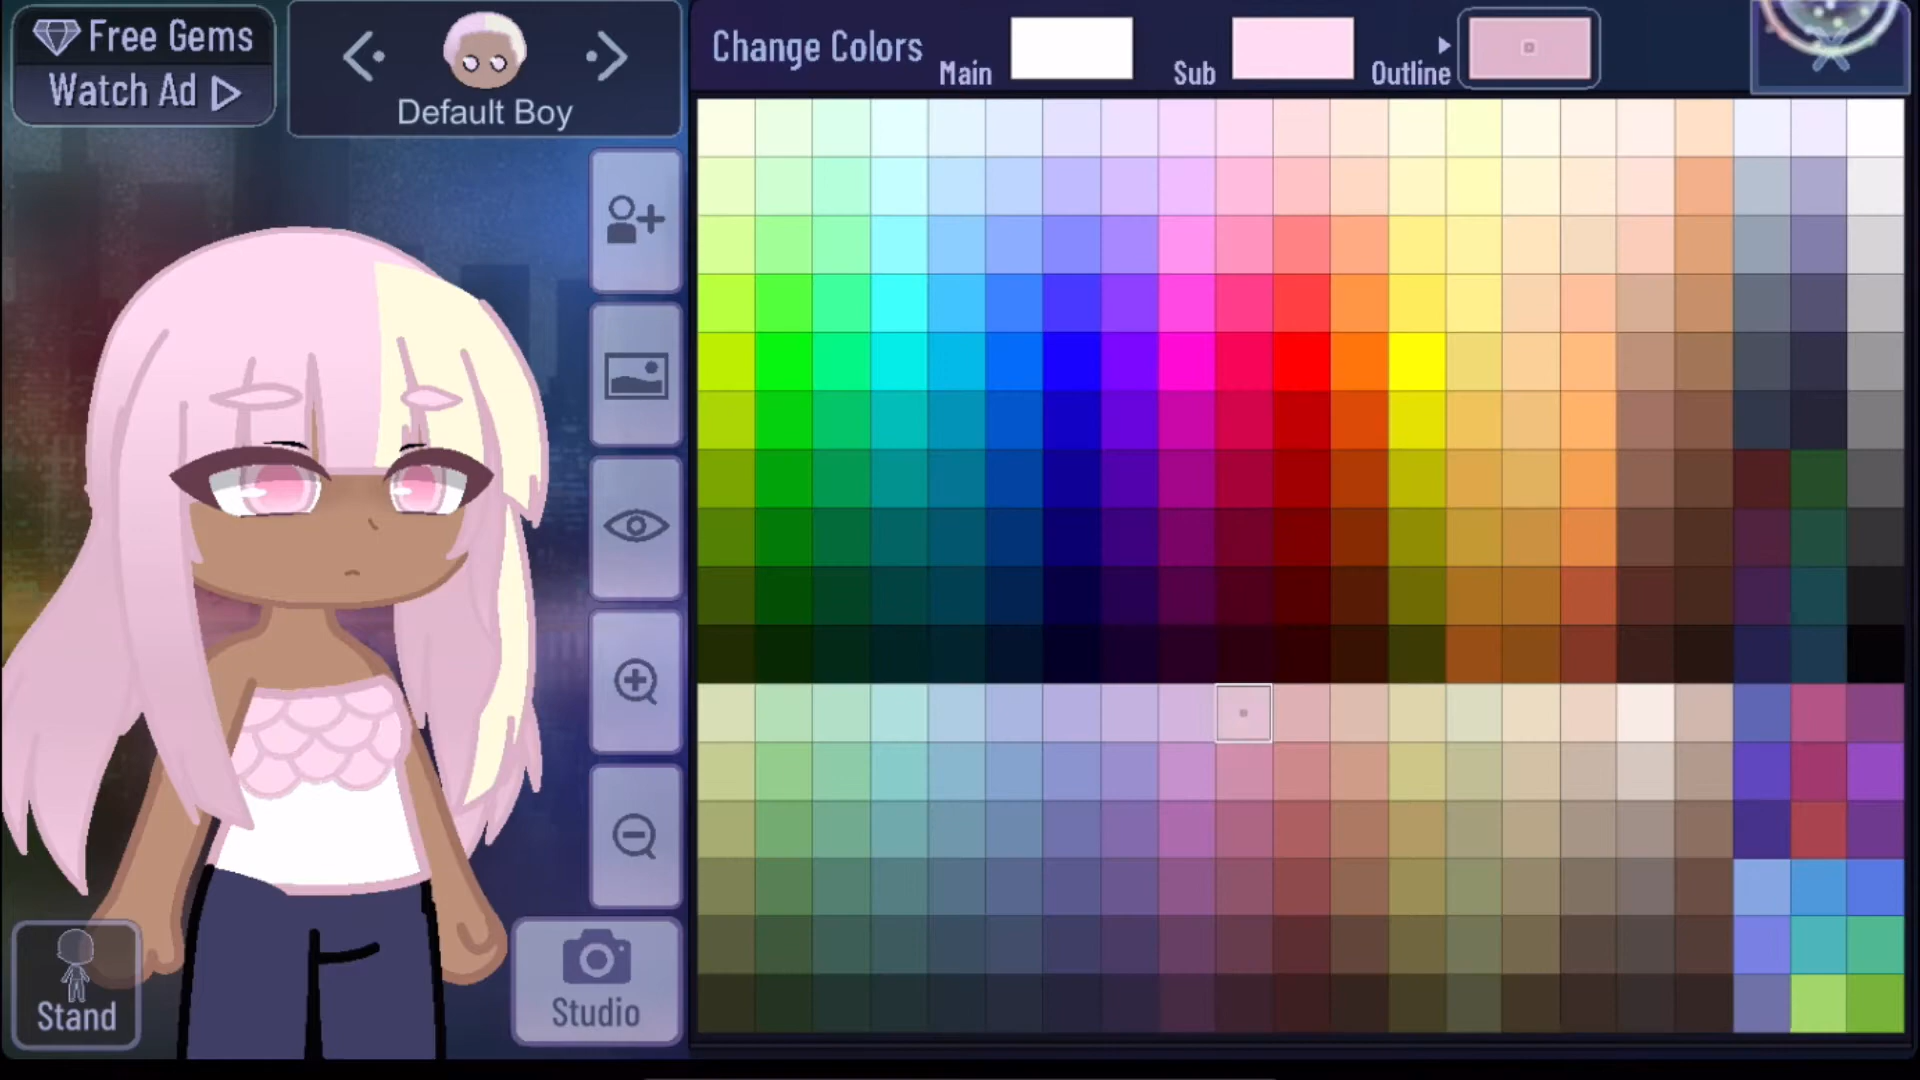 Free Gems
Watch Ad
Default Boy
Change Colors
Main
Sub
Outline
Stand
Studio